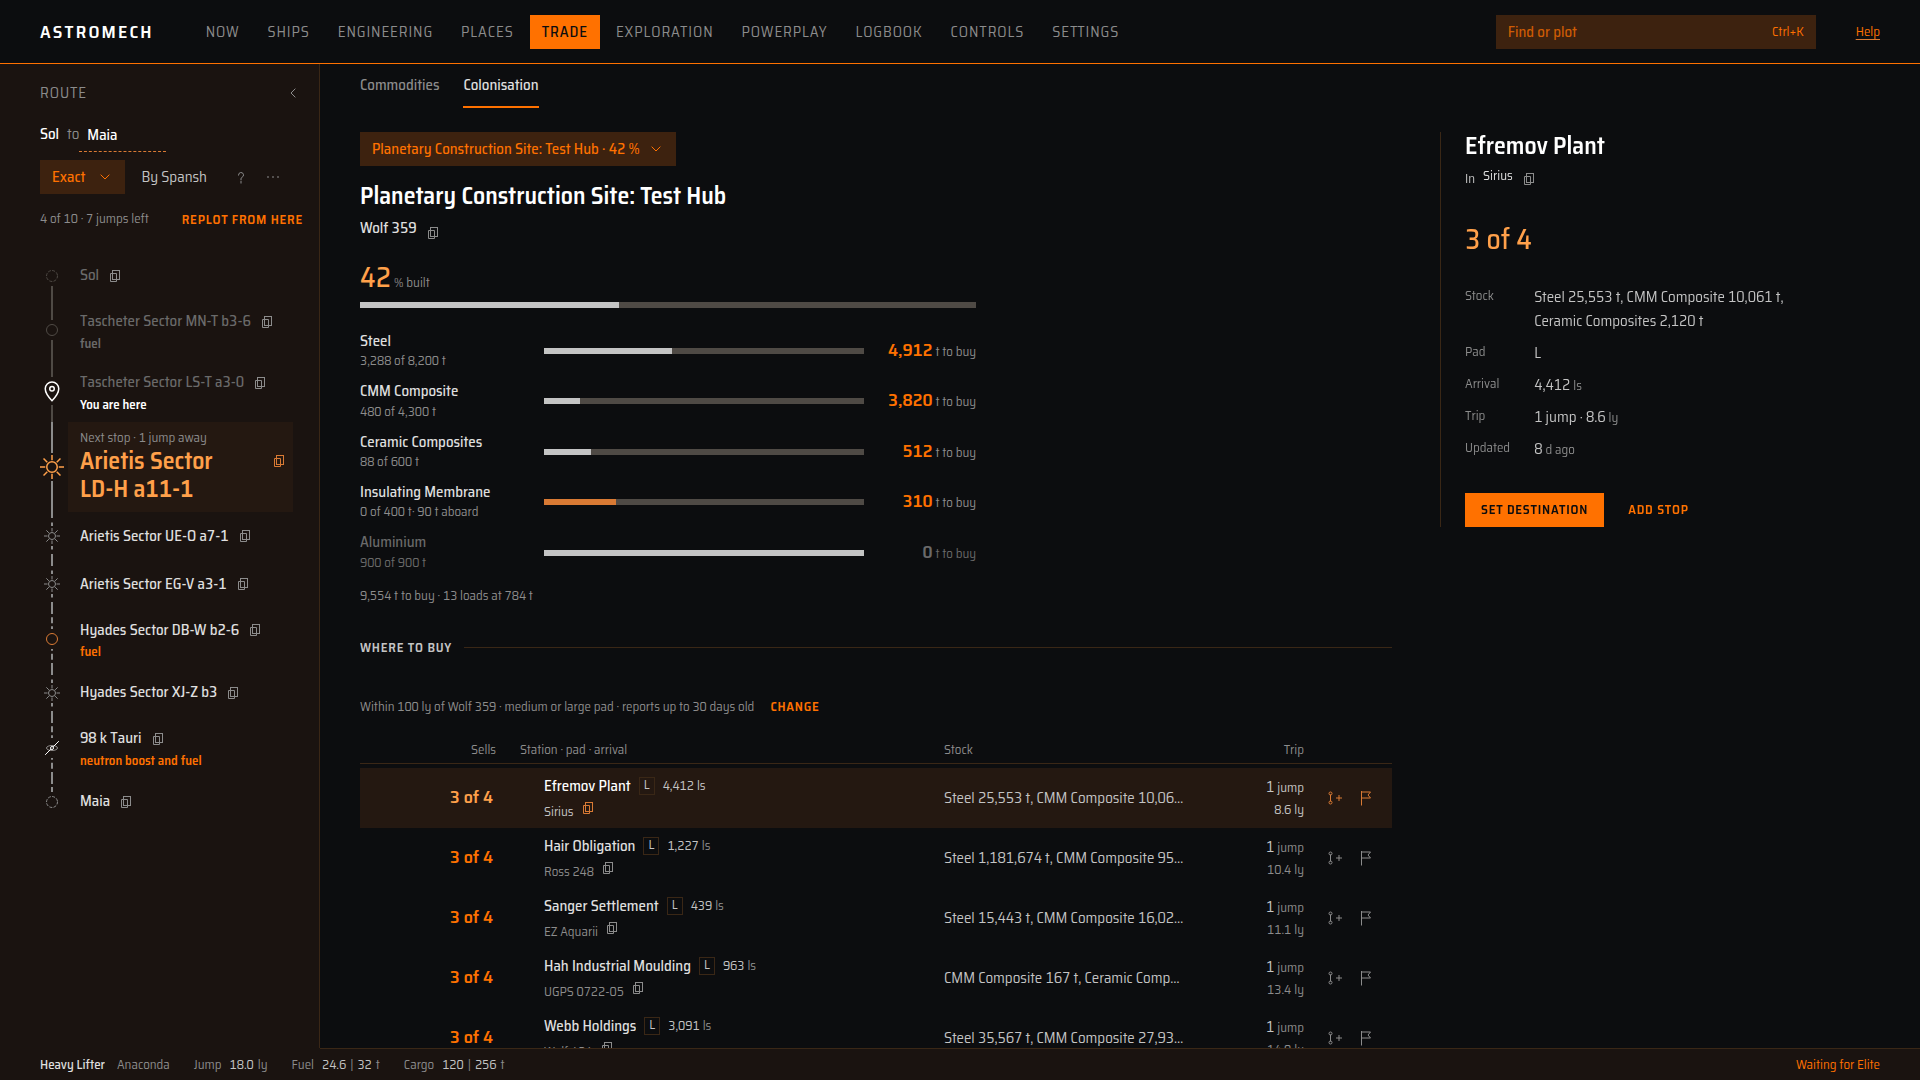 ASTROMECH
NOW SHIPS ENGINEERING PLACES TRADE EXPLORATION POWERPLAY LOGBOOK CONTROLS SETTINGS
Find or plot Ctrl+K
Help
ROUTE
Sol to Maia
Exact By Spansh ? ···
4 of 10 · 7 jumps left REPLOT FROM HERE
Sol
Tascheter Sector MN-T b3-6
fuel
Tascheter Sector LS-T a3-0
You are here
Next stop · 1 jump away
Arietis Sector
LD-H a11-1
Arietis Sector UE-O a7-1
Arietis Sector EG-V a3-1
Hyades Sector DB-W b2-6
fuel
Hyades Sector XJ-Z b3
98 k Tauri
neutron boost and fuel
Maia
Commodities Colonisation
Planetary Construction Site: Test Hub · 42 %
Planetary Construction Site: Test Hub
Wolf 359
42 % built
Steel
3,288 of 8,200 t
4,912 t to buy
CMM Composite
480 of 4,300 t
3,820 t to buy
Ceramic Composites
88 of 600 t
512 t to buy
Insulating Membrane
0 of 400 t · 90 t aboard
310 t to buy
Aluminium
900 of 900 t
0 t to buy
9,554 t to buy · 13 loads at 784 t
WHERE TO BUY
Within 100 ly of Wolf 359 · medium or large pad · reports up to 30 days old CHANGE
Sells Station · pad · arrival Stock Trip
3 of 4 Efremov Plant L 4,412 ls
Sirius
Steel 25,553 t, CMM Composite 10,06...
1 jump
8.6 ly
3 of 4 Hair Obligation L 1,227 ls
Ross 248
Steel 1,181,674 t, CMM Composite 95...
1 jump
10.4 ly
3 of 4 Sanger Settlement L 439 ls
EZ Aquarii
Steel 15,443 t, CMM Composite 16,02...
1 jump
11.1 ly
3 of 4 Hah Industrial Moulding L 963 ls
UGPS 0722-05
CMM Composite 167 t, Ceramic Comp...
1 jump
13.4 ly
3 of 4 Webb Holdings L 3,091 ls
Steel 35,567 t, CMM Composite 27,93...
1 jump
Efremov Plant
In Sirius
3 of 4
Stock Steel 25,553 t, CMM Composite 10,061 t,
Ceramic Composites 2,120 t
Pad L
Arrival 4,412 ls
Trip 1 jump · 8.6 ly
Updated 8 d ago
SET DESTINATION ADD STOP
Heavy Lifter Anaconda Jump 18.0 ly Fuel 24.6 | 32 t Cargo 120 | 256 t
Waiting for Elite